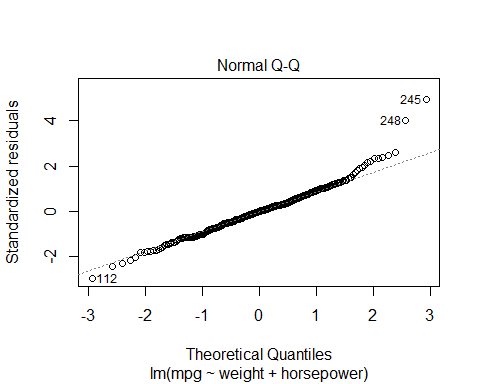 Normal Q-Q
Standardized residuals
4
2
0
-2
245
248
112
-3 -2 -1 0 1 2 3
Theoretical Quantiles
lm(mpg ~ weight + horsepower)